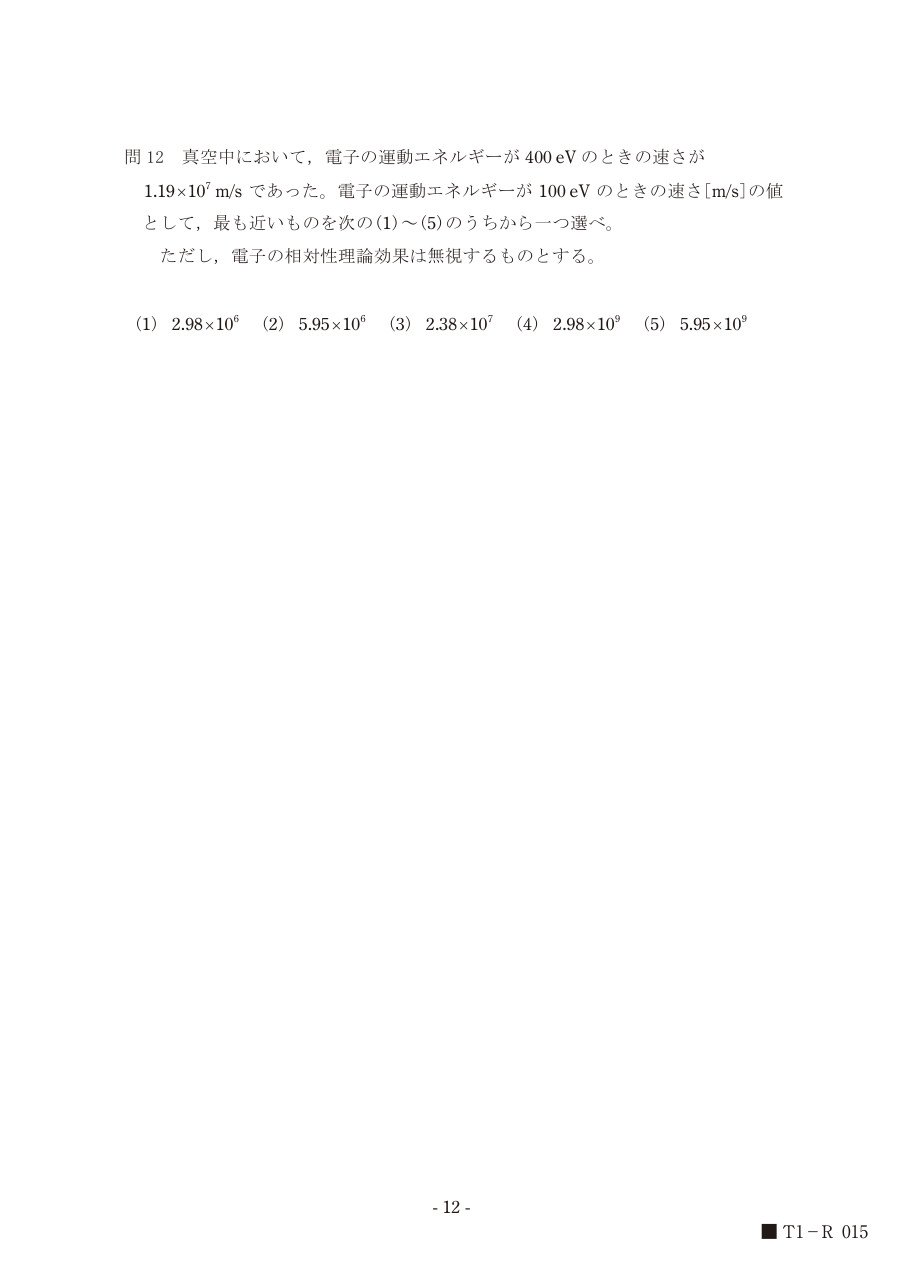 問 12　真空中において，電子の運動エネルギーが 400 eV のときの速さが
1.19×10⁷ m/s であった。電子の運動エネルギーが 100 eV のときの速さ［m/s］の値
として，最も近いものを次の(1)～(5)のうちから一つ選べ。
ただし，電子の相対性理論効果は無視するものとする。
(1)　2.98×10⁶　(2)　5.95×10⁶　(3)　2.38×10⁷　(4)　2.98×10⁹　(5)　5.95×10⁹
- 12 -
■ T1－R 015